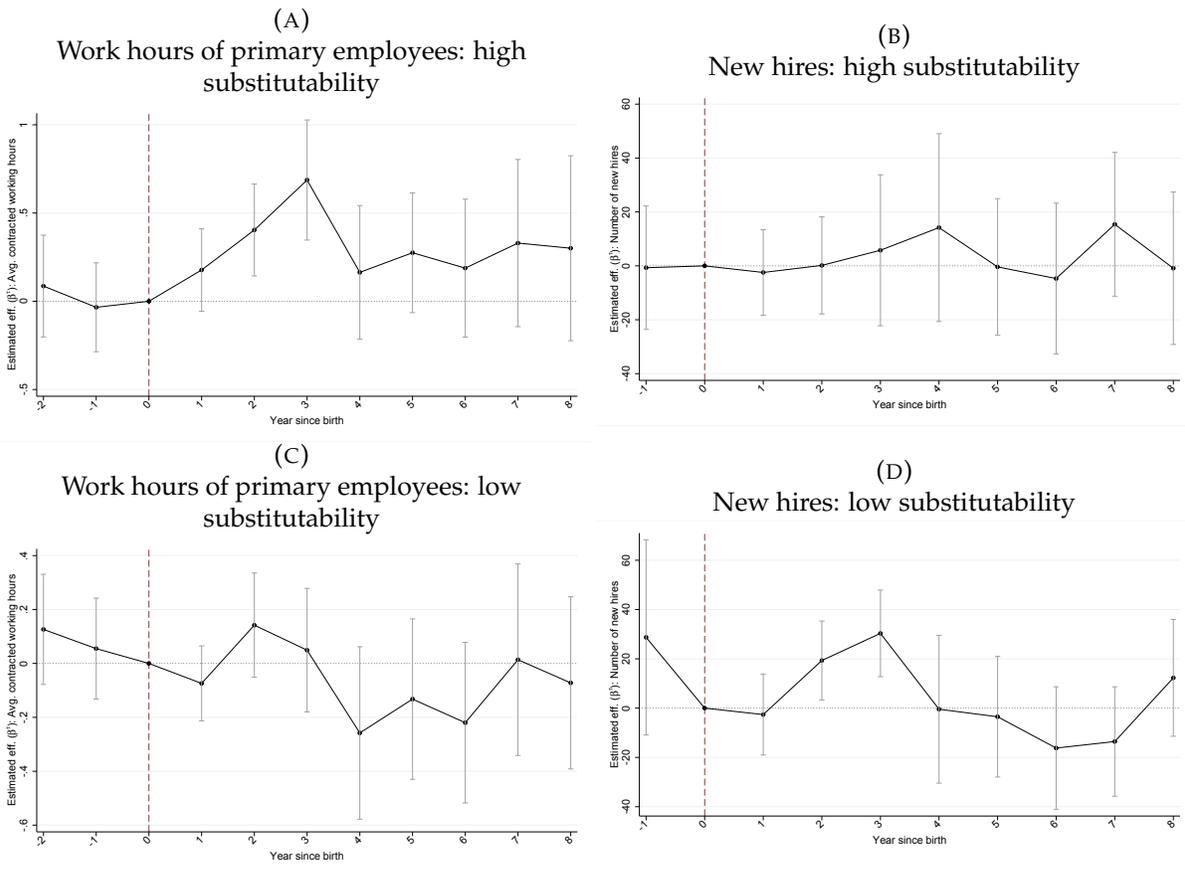 (A)
Work hours of primary employees: high
substitutability
Estimated eff. (β'): Avg. contracted working hours
1
.5
0
-.5
-2 -1 0 1 2 3 4 5 6 7 8
Year since birth
(B)
New hires: high substitutability
Estimated eff. (β'): Number of new hires
60
40
20
0
-20
-40
-1 0 1 2 3 4 5 6 7 8
Year since birth
(C)
Work hours of primary employees: low
substitutability
Estimated eff. (β'): Avg. contracted working hours
.4
.2
0
-.2
-.4
-.6
-2 -1 0 1 2 3 4 5 6 7 8
Year since birth
(D)
New hires: low substitutability
Estimated eff. (β'): Number of new hires
60
40
20
0
-20
-40
-1 0 1 2 3 4 5 6 7 8
Year since birth